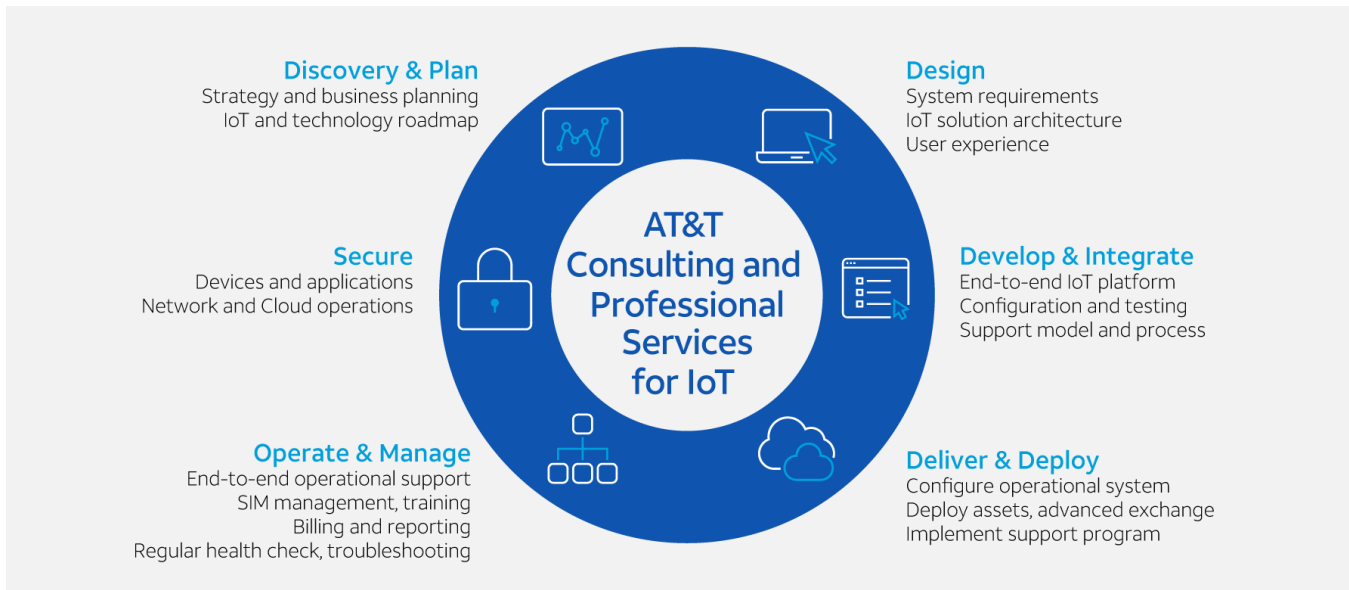 Discovery & Plan
Strategy and business planning
IoT and technology roadmap
Design
System requirements
IoT solution architecture
User experience
AT&T
Consulting and
Professional
Services
for IoT
Secure
Devices and applications
Network and Cloud operations
Develop & Integrate
End-to-end IoT platform
Configuration and testing
Support model and process
Operate & Manage
End-to-end operational support
SIM management, training
Billing and reporting
Regular health check, troubleshooting
Deliver & Deploy
Configure operational system
Deploy assets, advanced exchange
Implement support program